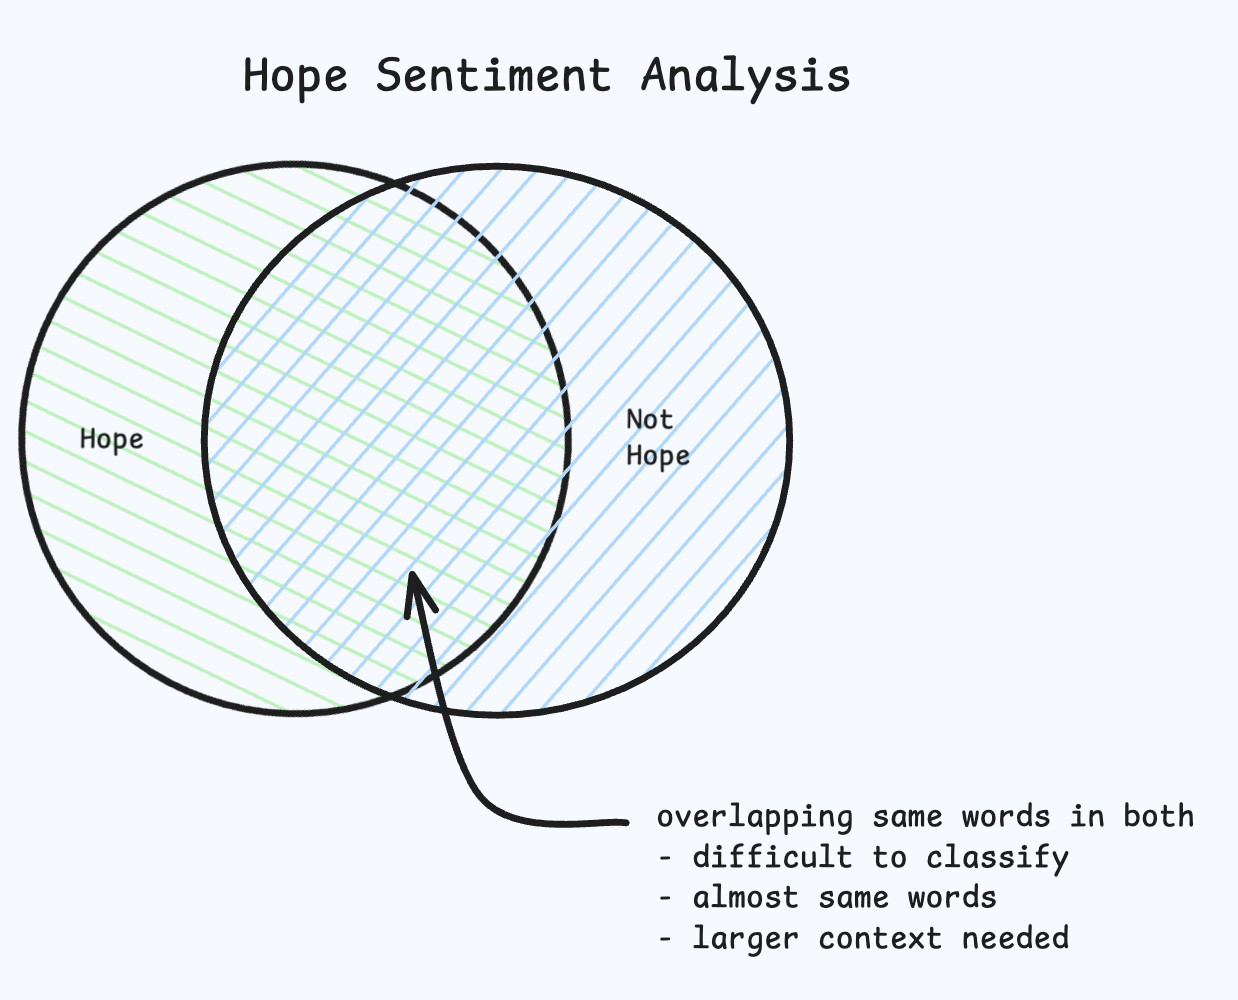 Hope Sentiment Analysis
Hope
Not
Hope
overlapping same words in both
- difficult to classify
- almost same words
- larger context needed